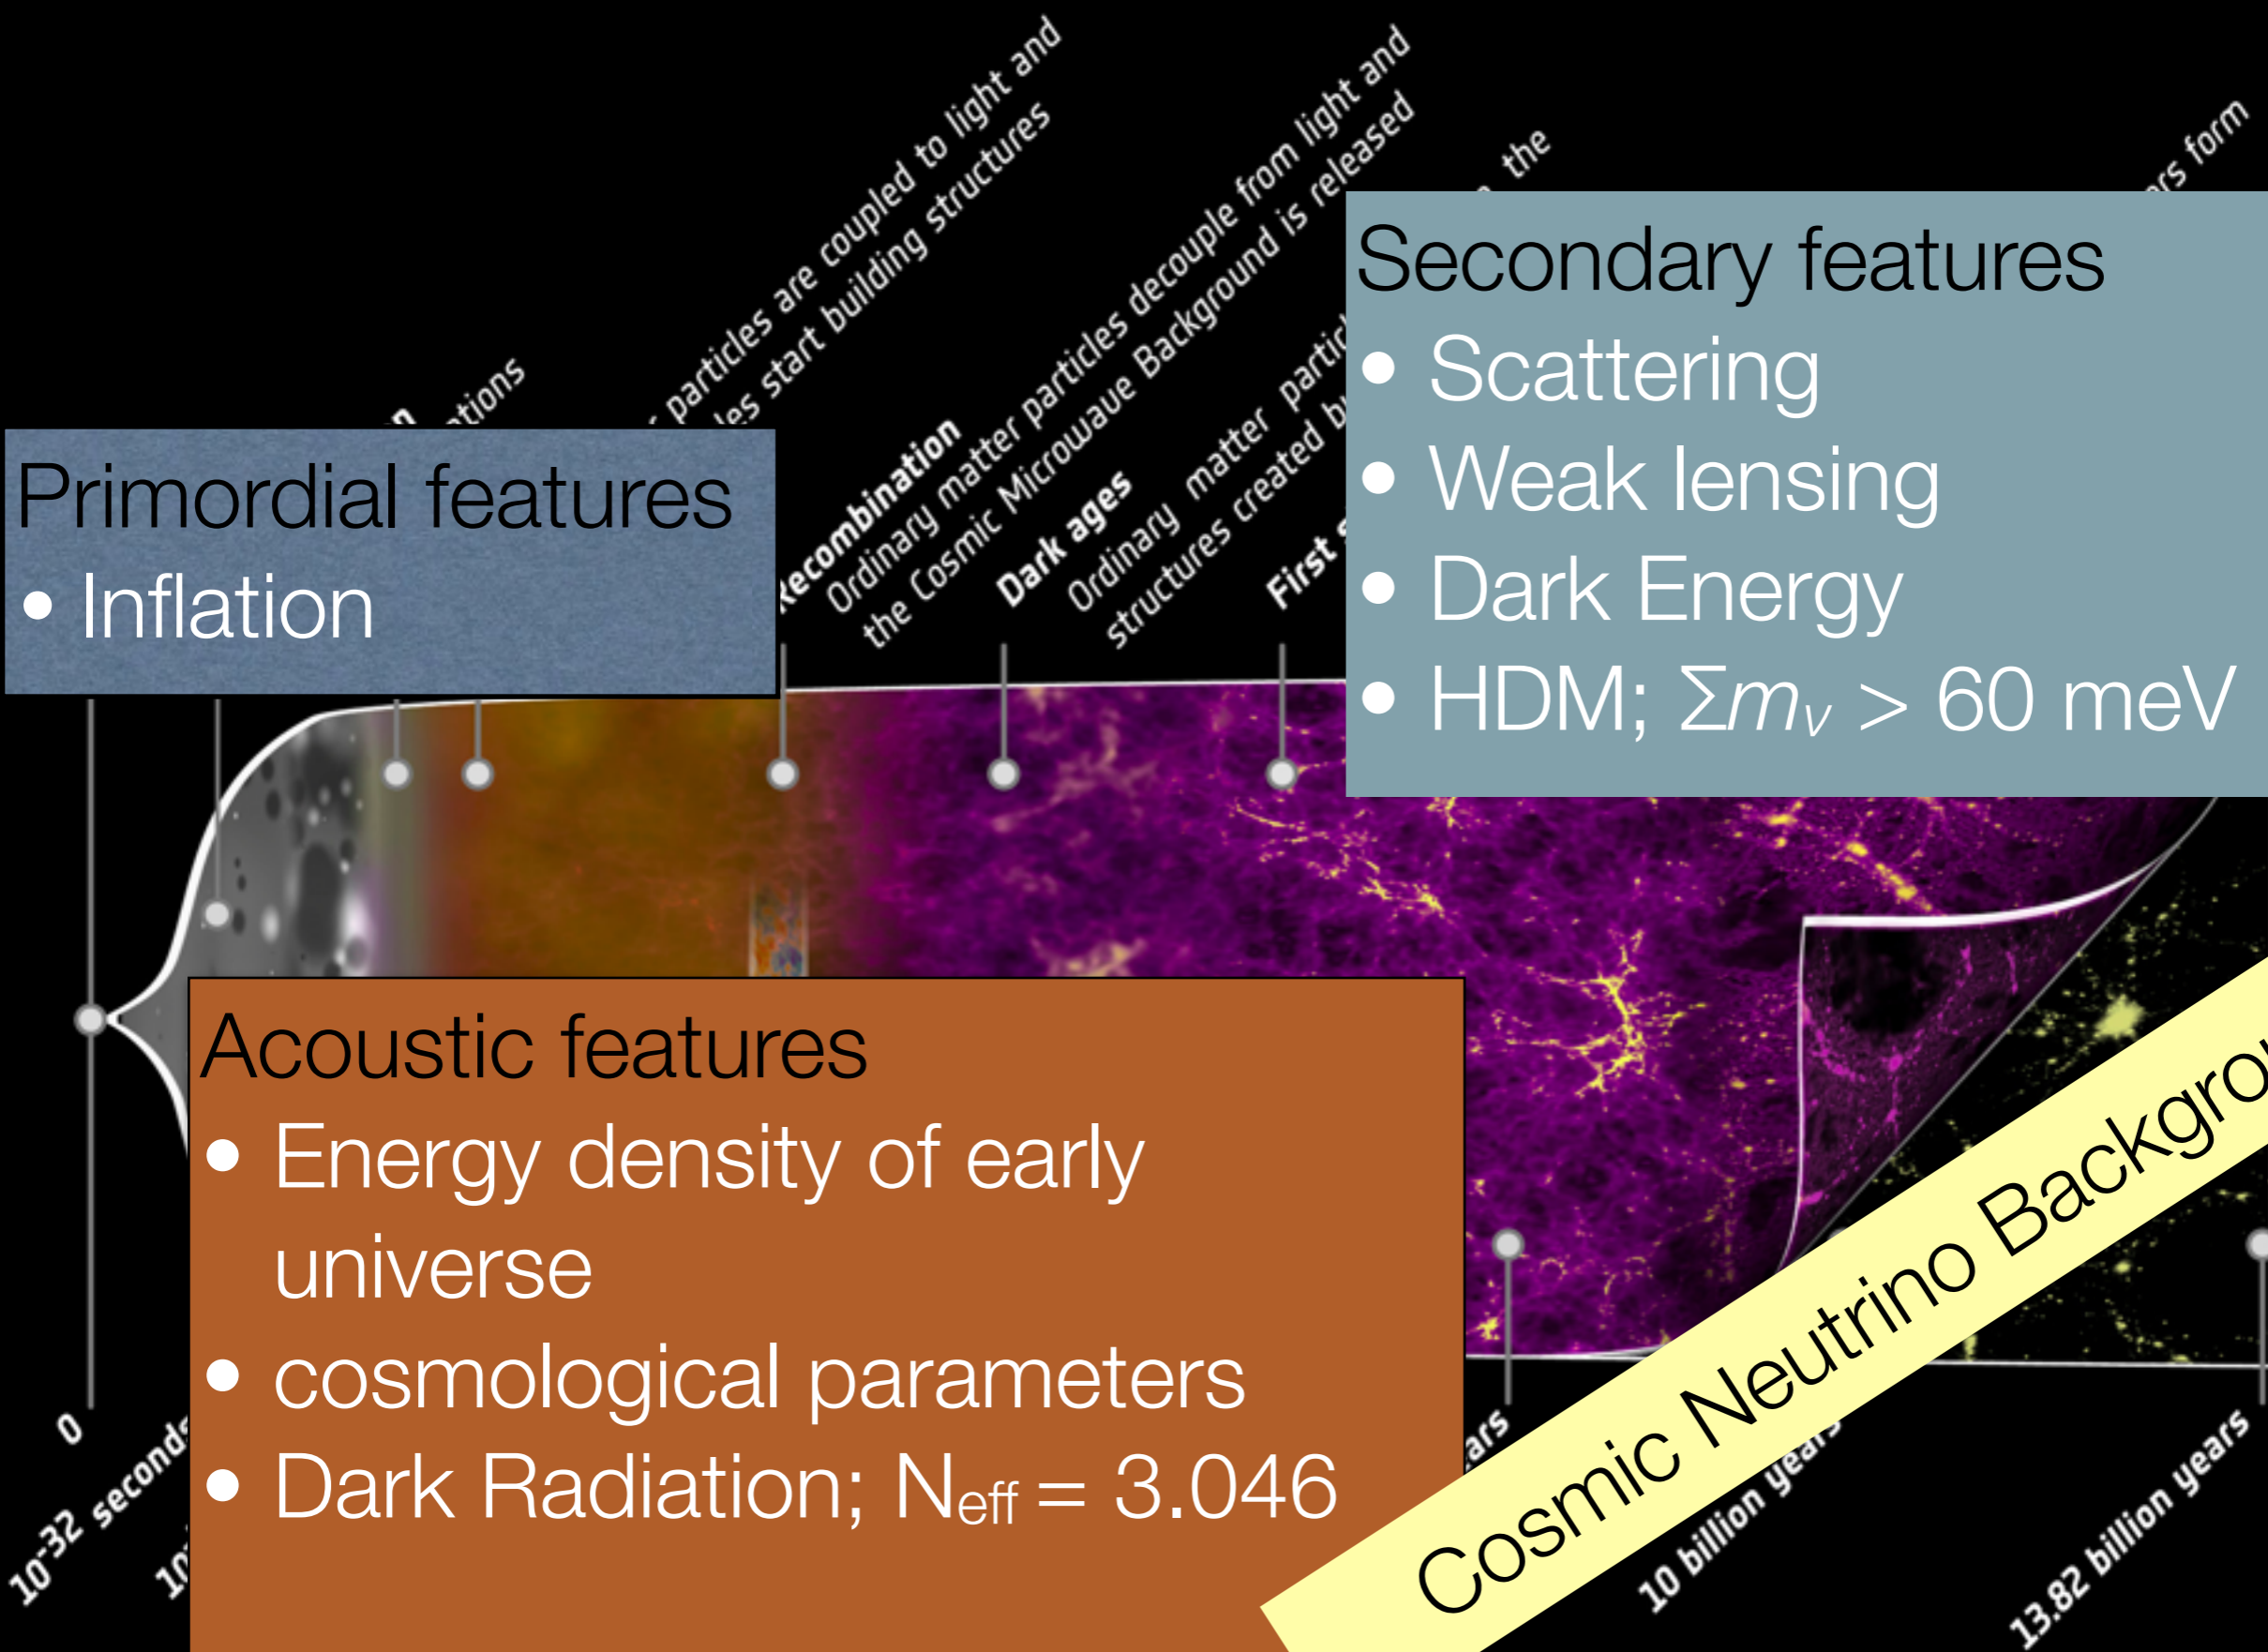 particles are coupled to light and
start building structures
Recombination
Ordinary matter particles decouple from light and
the Cosmic Microwave Background is released
Dark ages
Ordinary matter
structures created
First
the
form
Primordial features
• Inflation
Secondary features
• Scattering
• Weak lensing
• Dark Energy
• HDM; Σmν > 60 meV
Acoustic features
• Energy density of early
universe
• cosmological parameters
• Dark Radiation; Neff = 3.046
Cosmic Neutrino
0
10⁻³² seconds
10 billion years
13.82 billion years